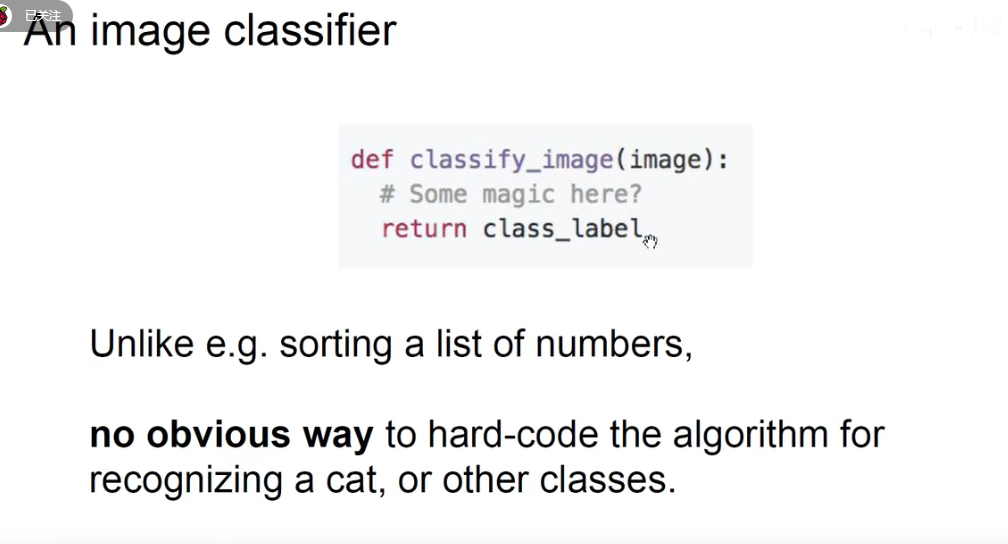 已关注
An image classifier
def classify_image(image):
# Some magic here?
return class_label
Unlike e.g. sorting a list of numbers,
no obvious way to hard-code the algorithm for
recognizing a cat, or other classes.